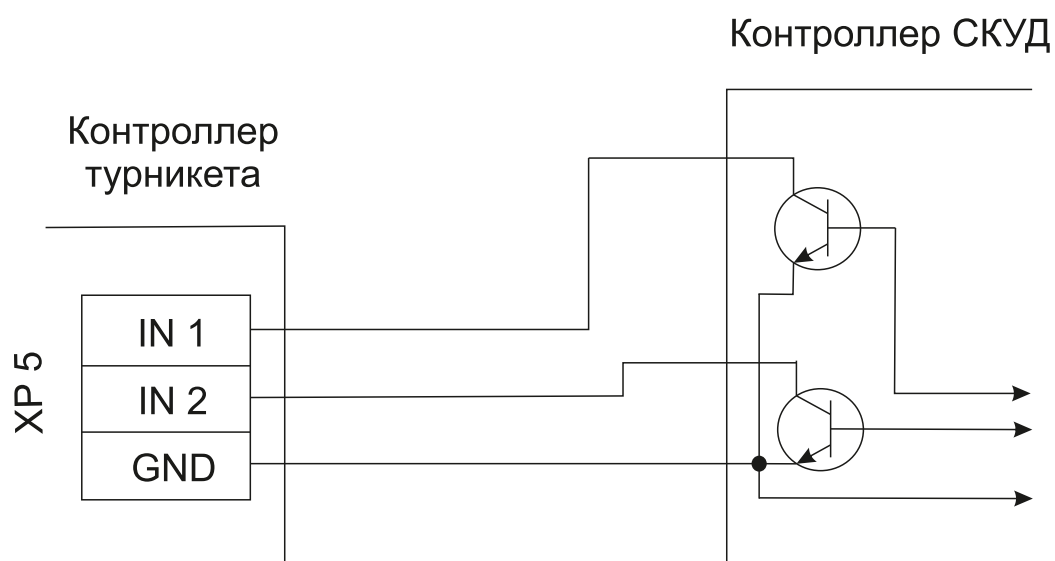 Контроллер СКУД
Контроллер
турникета
XP 5
IN 1
IN 2
GND